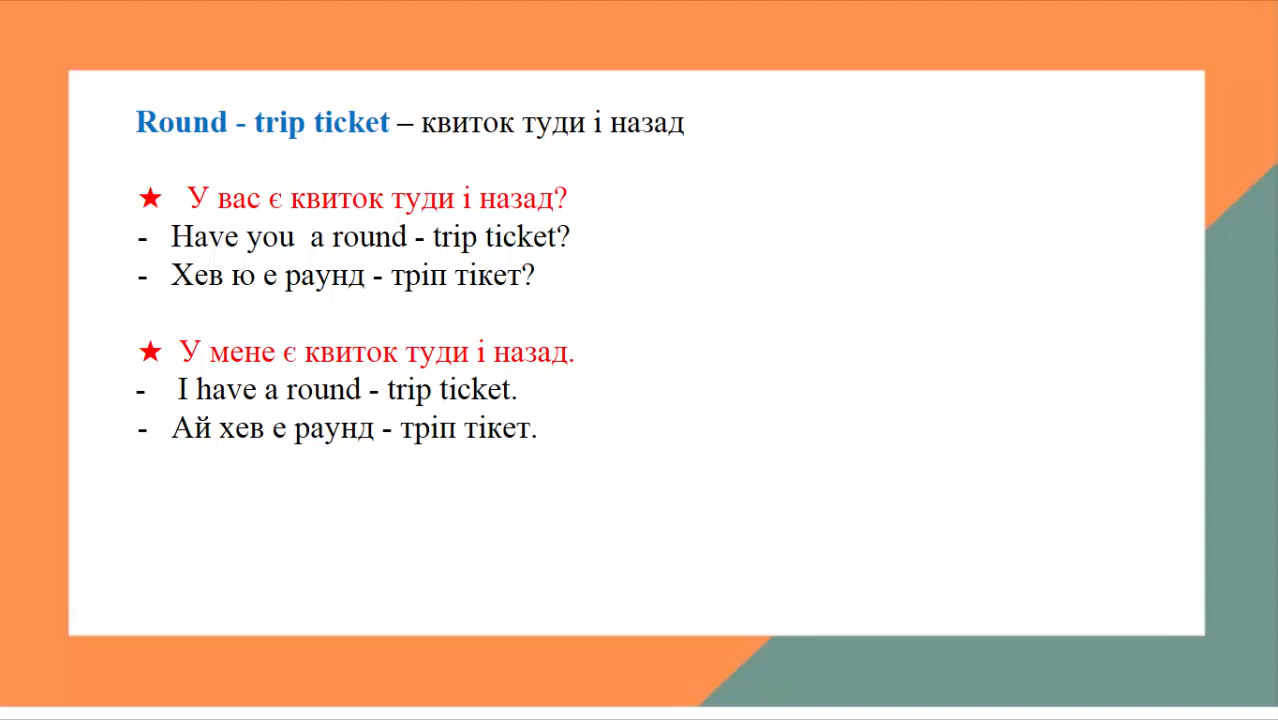 Round - trip ticket – квиток туди і назад
★ У вас є квиток туди і назад?
- Have you a round - trip ticket?
- Хев ю е раунд - тріп тікет?
★ У мене є квиток туди і назад.
- I have a round - trip ticket.
- Ай хев е раунд - тріп тікет.